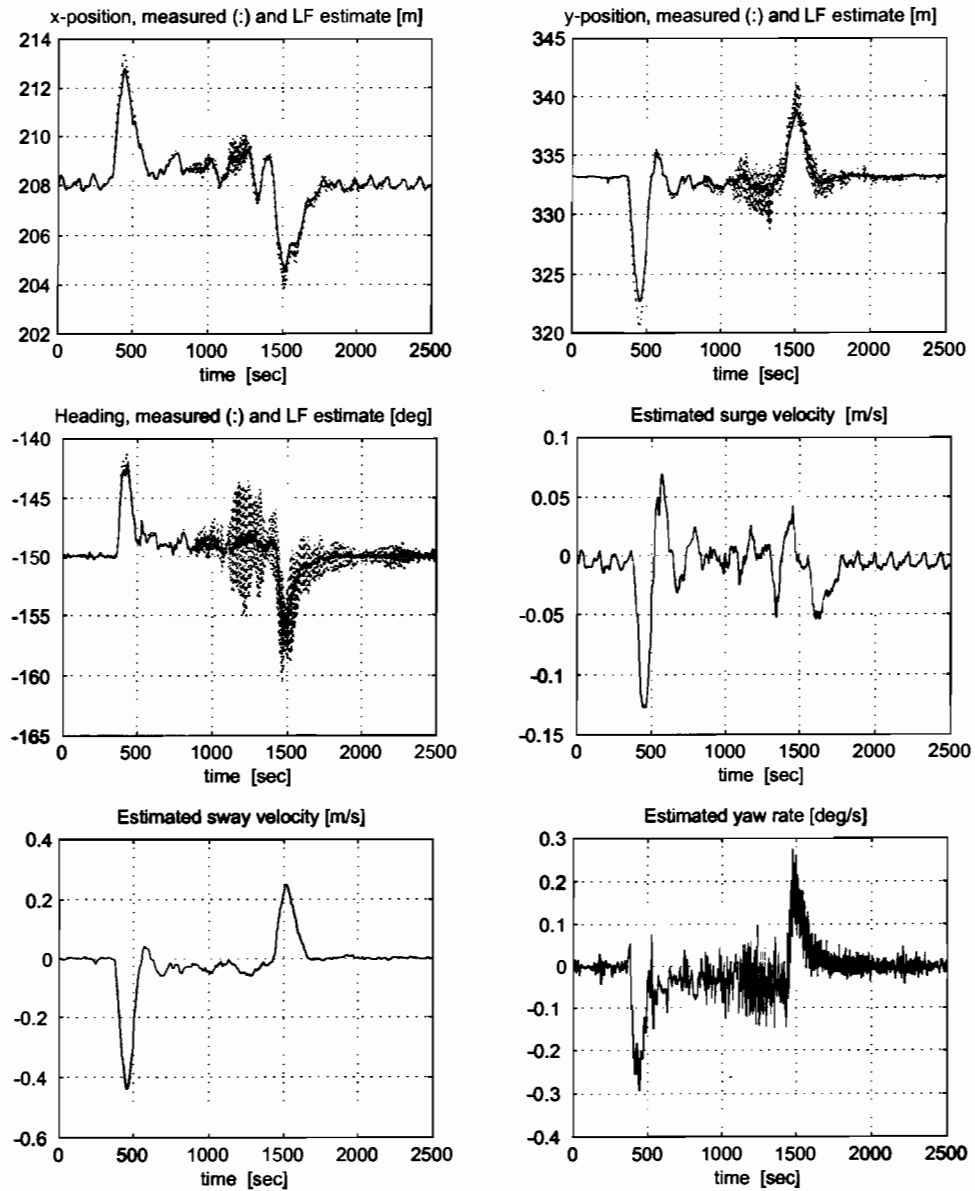 x-position, measured (:) and LF estimate [m]
214
212
210
208
206
204
202
0 500 1000 1500 2000 2500
time [sec]
y-position, measured (:) and LF estimate [m]
345
340
335
330
325
320
0 500 1000 1500 2000 2500
time [sec]
Heading, measured (:) and LF estimate [deg]
-140
-145
-150
-155
-160
-165
0 500 1000 1500 2000 2500
time [sec]
Estimated surge velocity [m/s]
0.1
0.05
0
-0.05
-0.1
-0.15
0 500 1000 1500 2000 2500
time [sec]
Estimated sway velocity [m/s]
0.4
0.2
0
-0.2
-0.4
-0.6
0 500 1000 1500 2000 2500
time [sec]
Estimated yaw rate [deg/s]
0.3
0.2
0.1
0
-0.1
-0.2
-0.3
-0.4
0 500 1000 1500 2000 2500
time [sec]